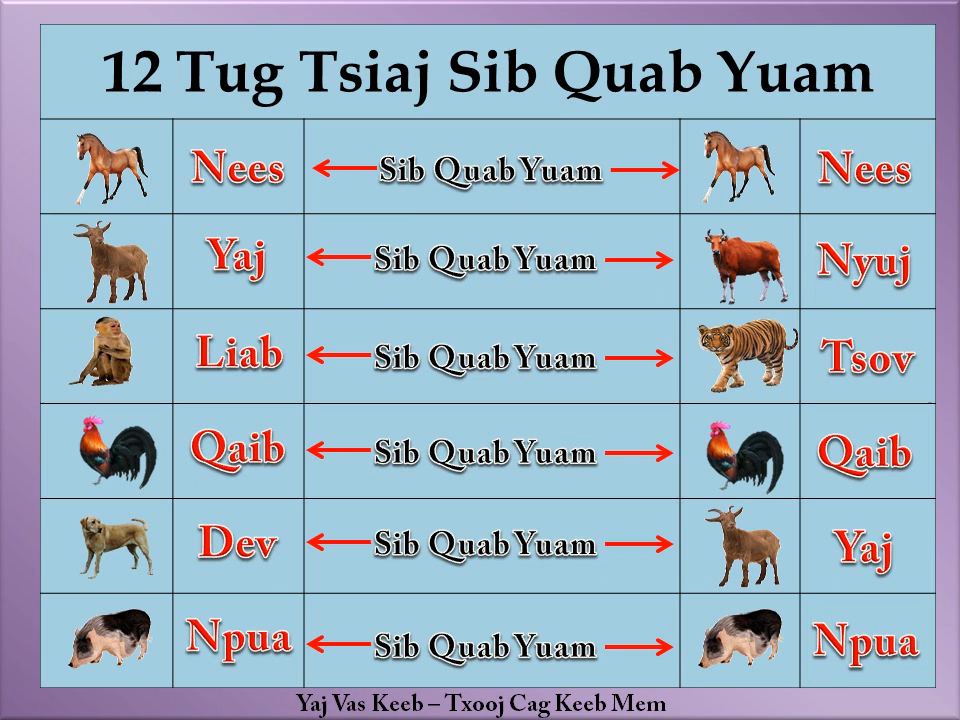 12 Tug Tsiaj Sib Quab Yuam
Nees Sib Quab Yuam Nees
Yaj Sib Quab Yuam Nyuj
Liab Sib Quab Yuam Tsov
Qaib Sib Quab Yuam Qaib
Dev Sib Quab Yuam Yaj
Npua Sib Quab Yuam Npua
Yaj Vas Keeb – Txooj Cag Keeb Mem